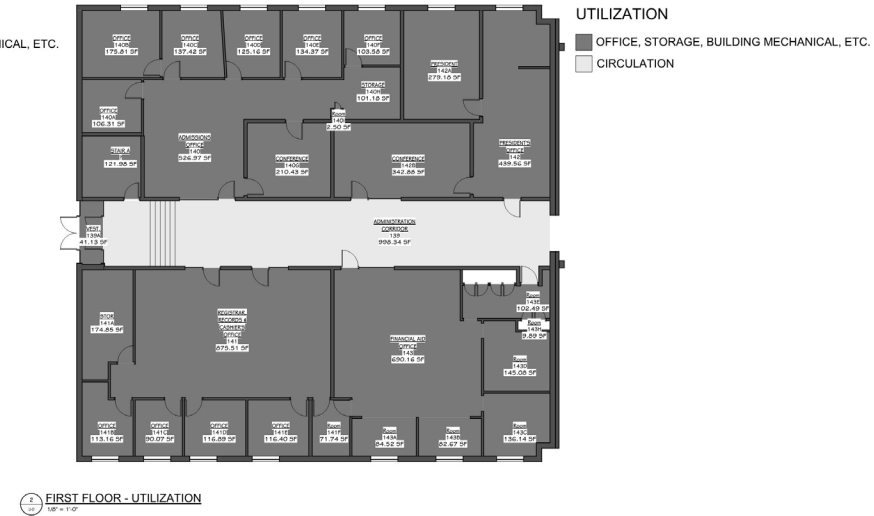 UTILIZATION
NICAL, ETC.
OFFICE, STORAGE, BUILDING MECHANICAL, ETC.
CIRCULATION
OFFICE
140B
175.81 SF
OFFICE
140C
137.42 SF
OFFICE
140D
125.16 SF
OFFICE
140E
134.37 SF
OFFICE
140F
103.58 SF
PRESIDENT
142A
279.18 SF
STORAGE
140H
101.18 SF
OFFICE
140A
106.31 SF
Room
140I
2.50 SF
ADMISSIONS
OFFICE
140
526.97 SF
STAIR A
121.98 SF
CONFERENCE
140G
210.43 SF
CONFERENCE
142B
342.88 SF
PRESIDENT'S
OFFICE
142
439.56 SF
VEST.
139A
41.13 SF
ADMINISTRATION
CORRIDOR
139
998.34 SF
STOR
141A
174.85 SF
REGISTRAR,
RECORDS &
CASHIER'S
OFFICE
141
875.51 SF
FINANCIAL AID
OFFICE
143
690.16 SF
Room
143E
102.49 SF
Room
143H
9.89 SF
Room
143D
145.08 SF
OFFICE
141B
113.16 SF
OFFICE
141C
90.07 SF
OFFICE
141D
116.89 SF
OFFICE
141E
116.40 SF
Room
141F
71.74 SF
Room
143A
84.52 SF
Room
143B
82.67 SF
Room
143C
136.14 SF
2
FIRST FLOOR - UTILIZATION
1/8" = 1'-0"